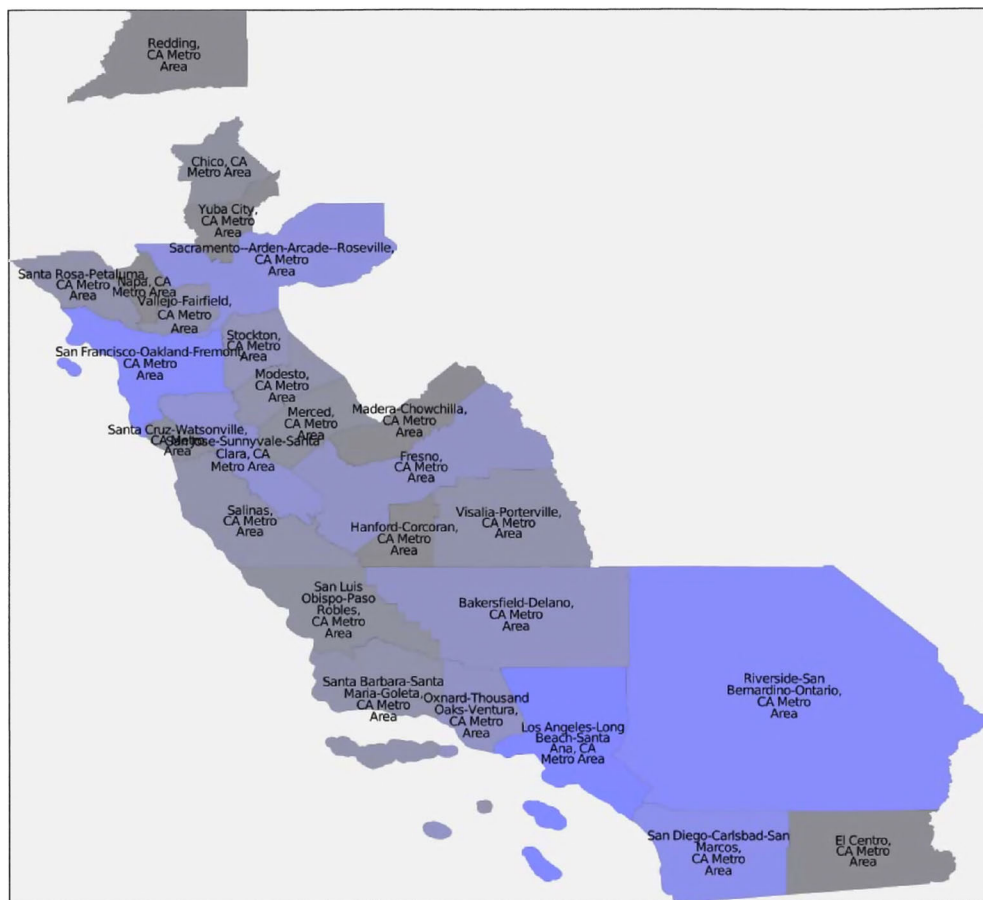 Redding,
CA Metro
Area
Chico, CA
Metro Area
Yuba City,
CA Metro
Area
Sacramento--Arden-Arcade--Roseville,
CA Metro
Area
Santa Rosa-Petaluma,
CA Metro
Area
Napa, CA
Metro Area
Vallejo-Fairfield,
CA Metro
Area
San Francisco-Oakland-Fremont,
CA Metro
Area
Stockton,
CA Metro
Area
Modesto,
CA Metro
Area
Merced,
CA Metro
Area
Madera-Chowchilla,
CA Metro
Area
Santa Cruz-Watsonville,
CA Metro
Area
San Jose-Sunnyvale-Santa
Clara, CA
Metro Area
Fresno,
CA Metro
Area
Salinas,
CA Metro
Area
Hanford-Corcoran,
CA Metro
Area
Visalia-Porterville,
CA Metro
Area
San Luis
Obispo-Paso
Robles,
CA Metro
Area
Bakersfield-Delano,
CA Metro
Area
Santa Barbara-Santa
Maria-Goleta,
CA Metro
Area
Oxnard-Thousand
Oaks-Ventura,
CA Metro
Area
Los Angeles-Long
Beach-Santa
Ana, CA
Metro Area
Riverside-San
Bernardino-Ontario,
CA Metro
Area
San Diego-Carlsbad-San
Marcos,
CA Metro
Area
El Centro,
CA Metro
Area